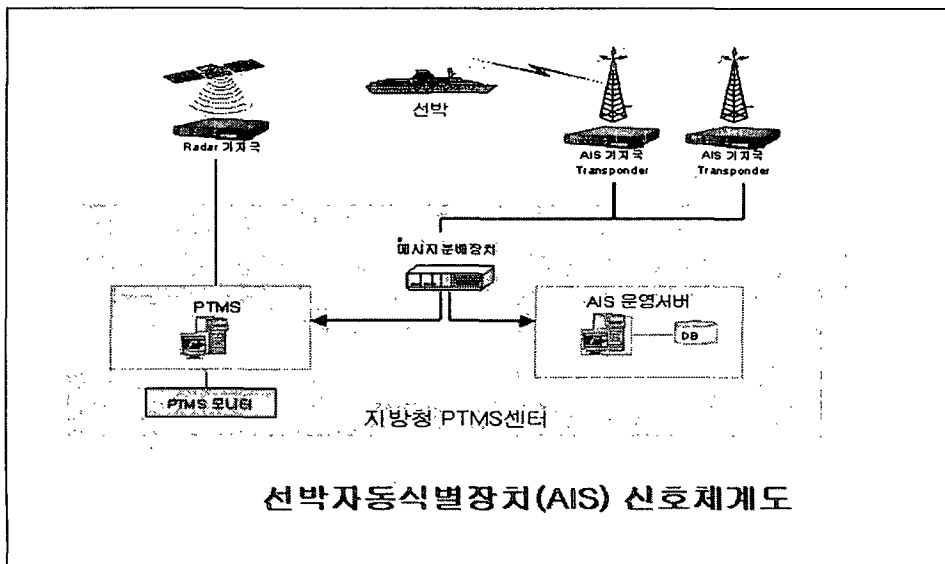 선박
Radar 기지국
AIS 기지국
Transponder
AIS 기지국
Transponder
메시지분배장치
PTMS
AIS 운영서버
DB
PTMS 모니터
지방청 PTMS센터
선박자동식별장치(AIS) 신호체계도